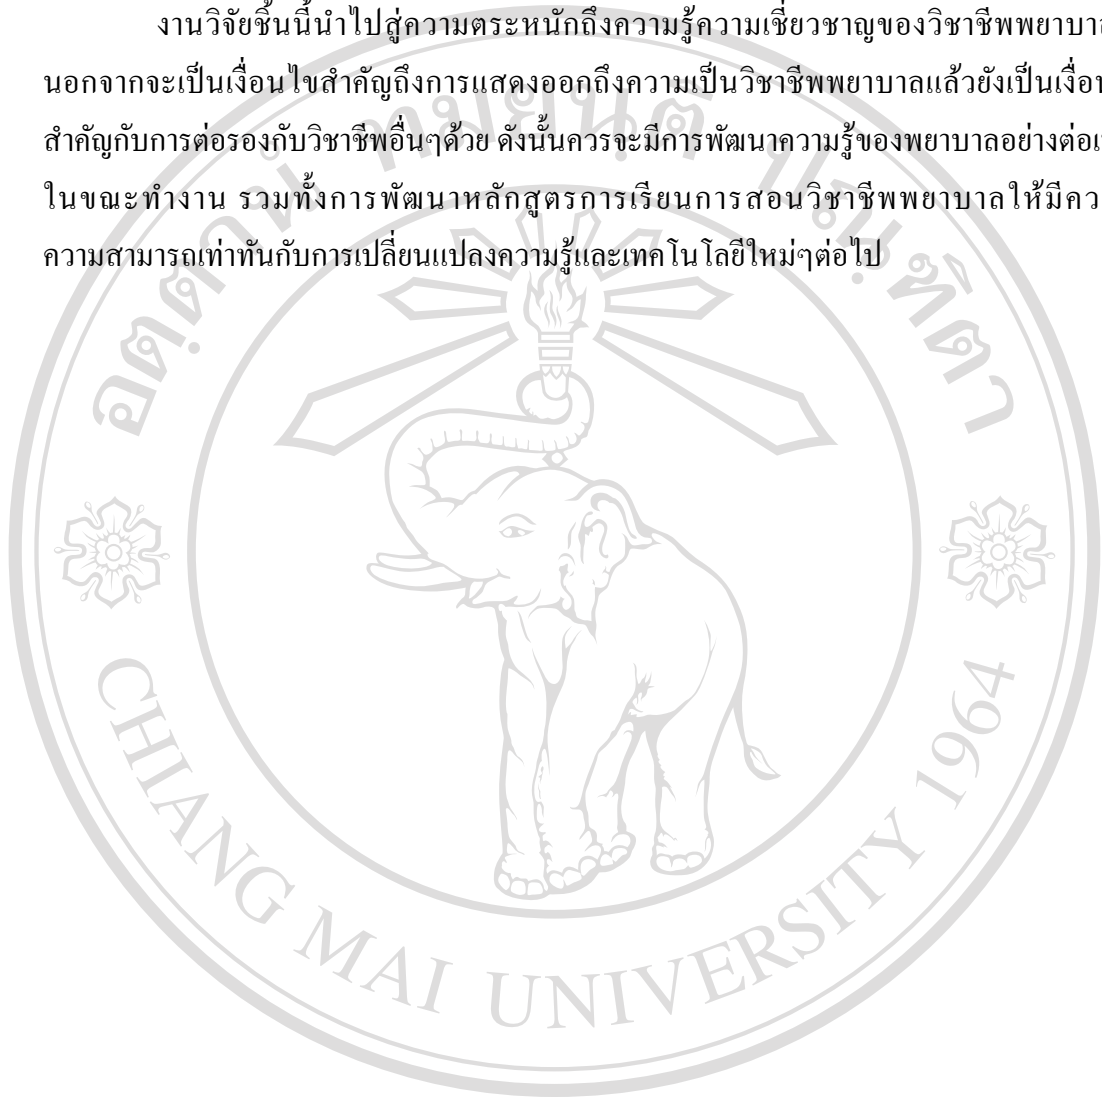 งานวิจัยชิ้นนี้นำไปสู่ความตระหนักถึงความรู้ความเชี่ยวชาญของวิชาชีพพยาบาล
นอกจากจะเป็นเงื่อนไขสำคัญถึงการแสดงออกถึงความเป็นวิชาชีพพยาบาลแล้วยังเป็น
สำคัญกับการต่อรองกับวิชาชีพอื่นๆด้วย ดังนั้นควรจะมีการพัฒนาความรู้ของพยาบาล
ในขณะทำงาน รวมทั้งการพัฒนาหลักสูตรการเรียนการสอนวิชาชีพพยาบาลให้มี
ความสามารถเท่าทันกับการเปลี่ยนแปลงความรู้และเทคโนโลยีใหม่ๆต่อไป
อตฺตานํ ทมยนฺติ ปณฺฑิตา
CHIANG MAI UNIVERSITY 1964